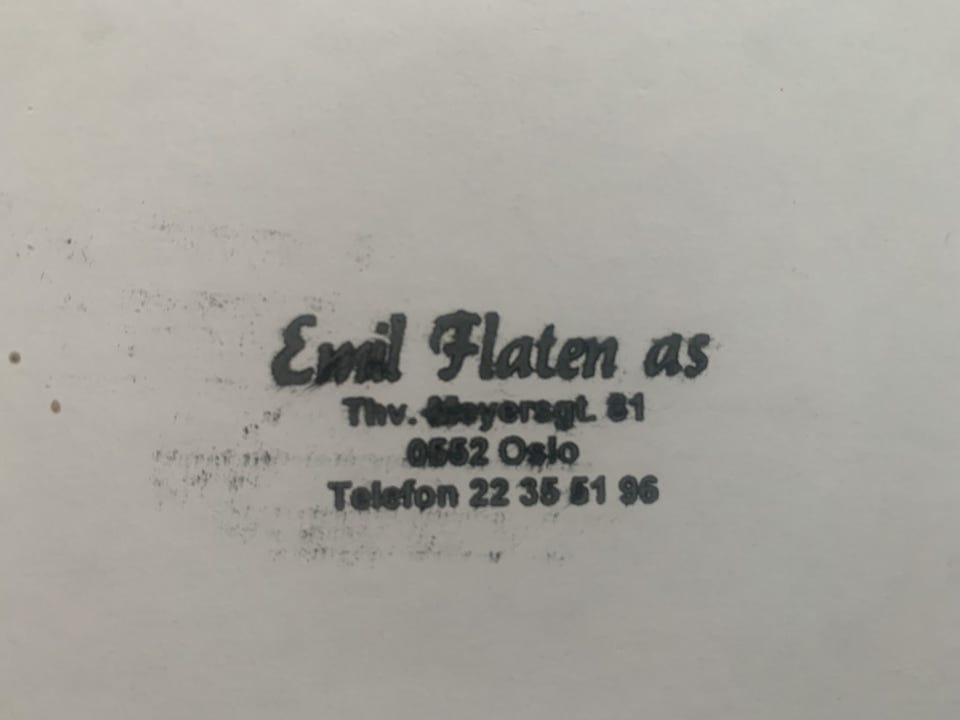 Emil Flaten as
Thv. Meyersgt. 81
0552 Oslo
Telefon 22 35 51 96